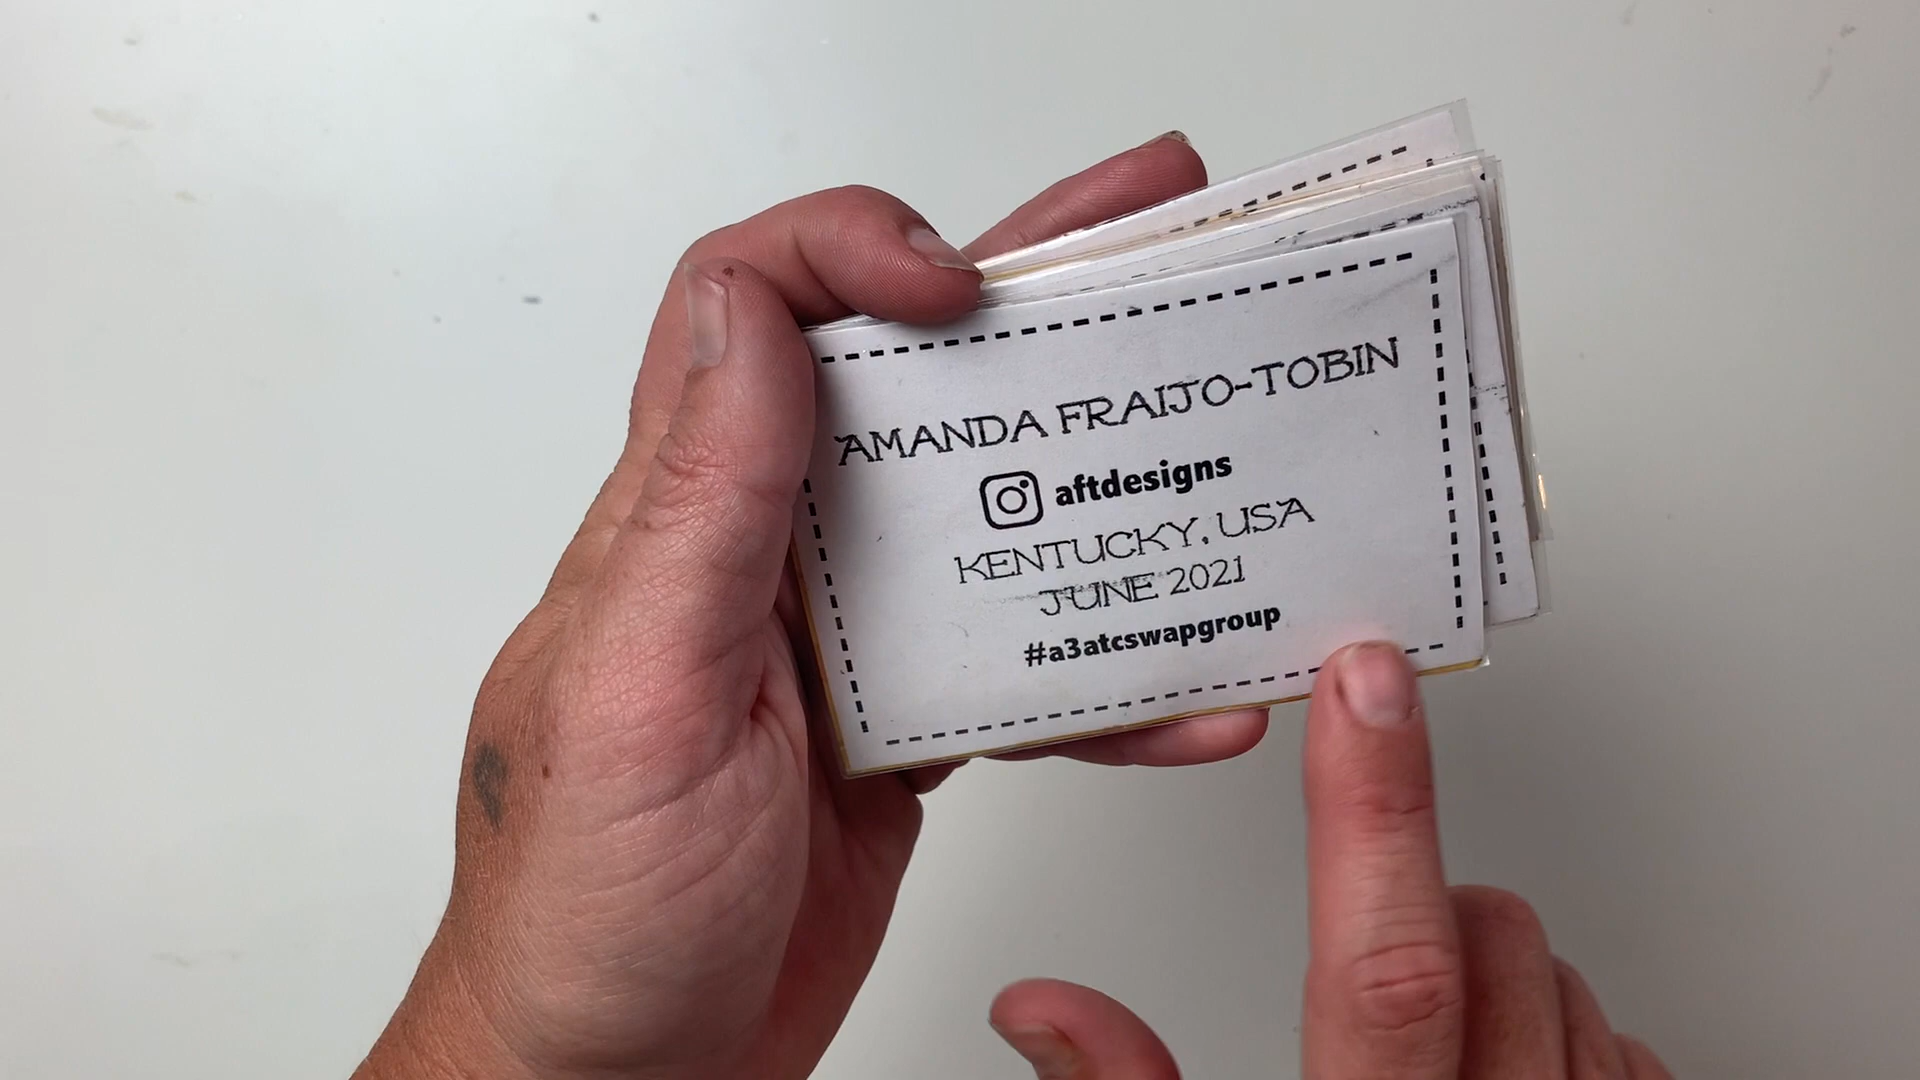 AMANDA FRAIJO-TOBIN
aftdesigns
KENTUCKY, USA
JUNE 2021
#a3atcswapgroup